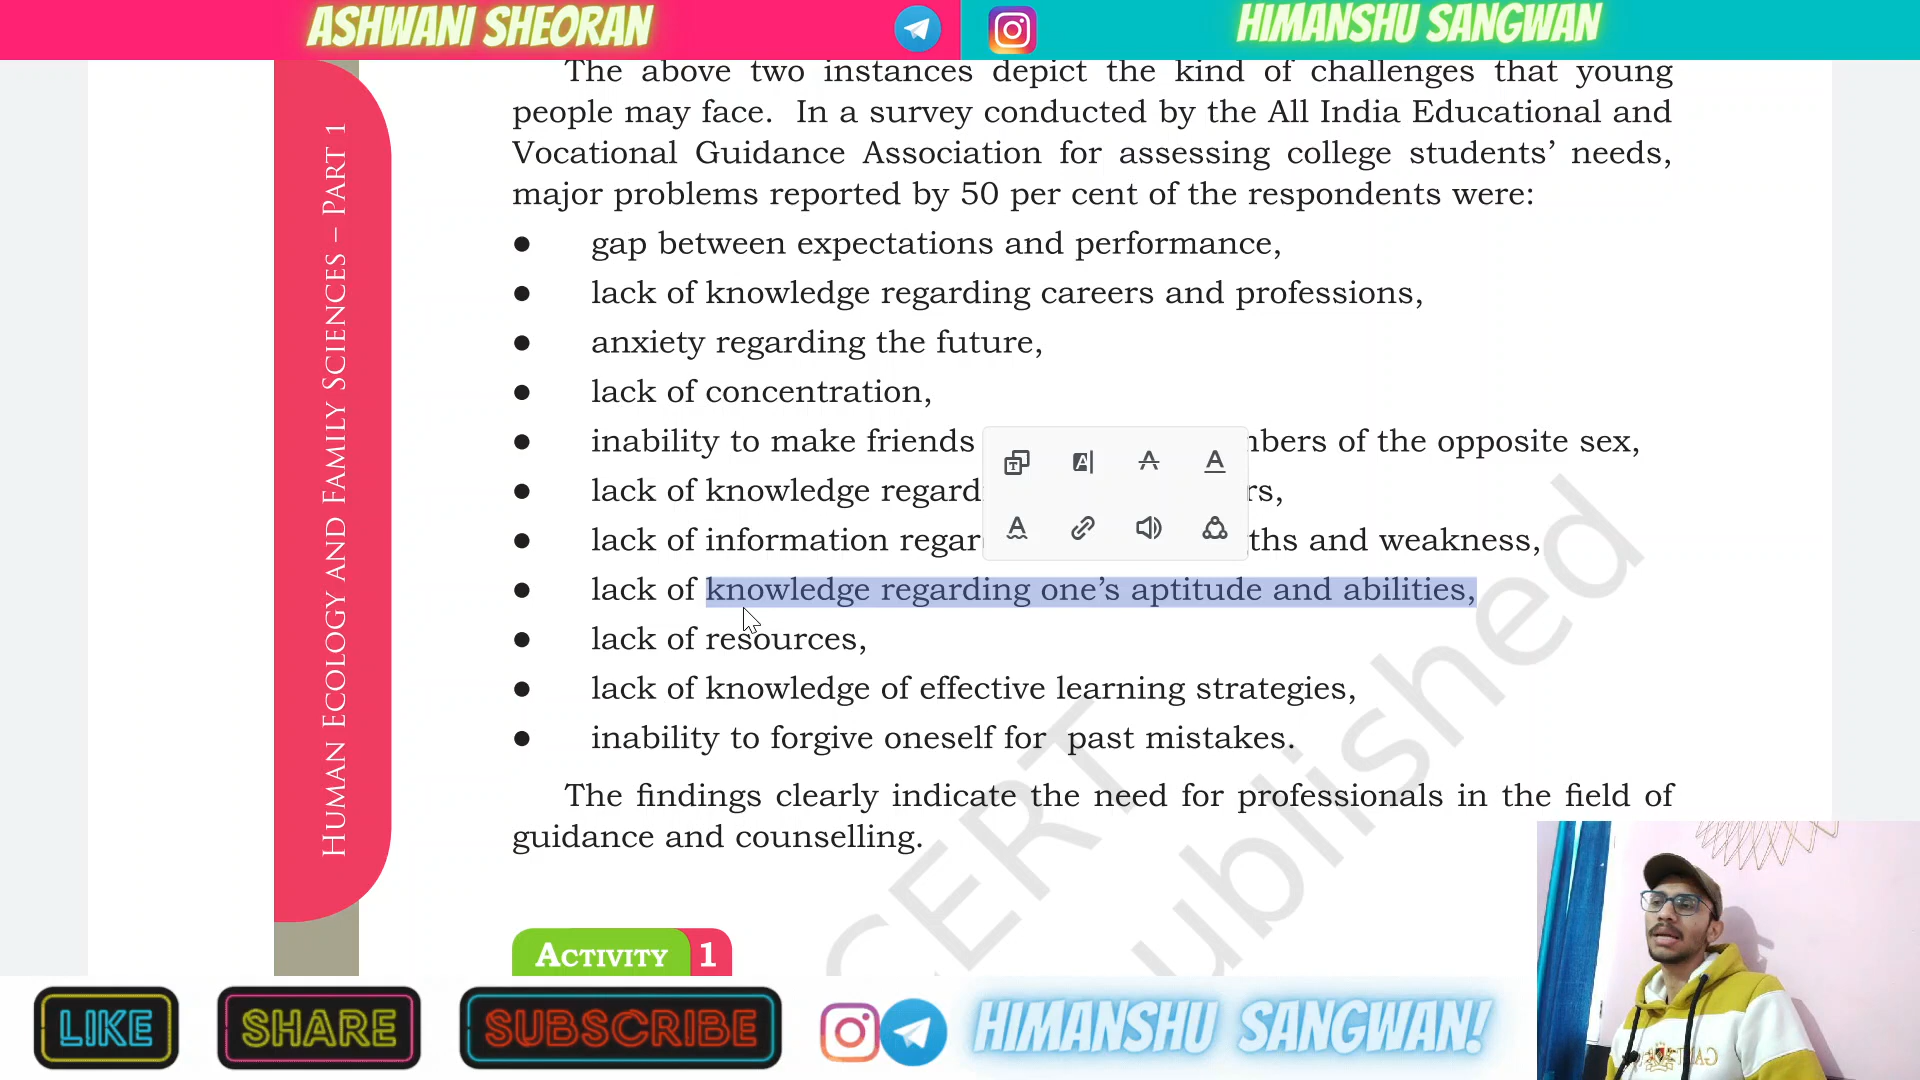 ASHWANI SHEORAN
HIMANSHU SANGWAN
HUMAN ECOLOGY AND FAMILY SCIENCES – PART 1
The above two instances depict the kind of challenges that young
people may face. In a survey conducted by the All India Educational and
Vocational Guidance Association for assessing college students’ needs,
major problems reported by 50 per cent of the respondents were:
● gap between expectations and performance,
● lack of knowledge regarding careers and professions,
● anxiety regarding the future,
● lack of concentration,
● inability to make friends mbers of the opposite sex,
● lack of knowledge regardi rs,
● lack of information regar ths and weakness,
● lack of knowledge regarding one’s aptitude and abilities,
● lack of resources,
● lack of knowledge of effective learning strategies,
● inability to forgive oneself for past mistakes.
The findings clearly indicate the need for professionals in the field of
guidance and counselling.
ACTIVITY 1
CERT
ublished
LIKE
SHARE
SUBSCRIBE
HIMANSHU SANGWAN!